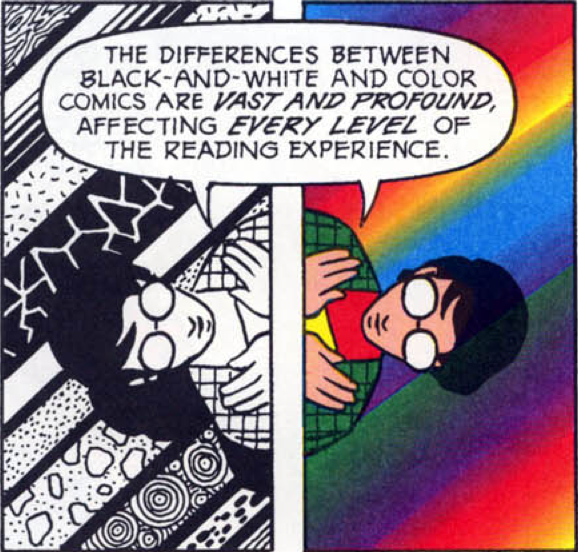 THE DIFFERENCES BETWEEN
BLACK-AND-WHITE AND COLOR
COMICS ARE VAST AND PROFOUND,
AFFECTING EVERY LEVEL OF
THE READING EXPERIENCE.